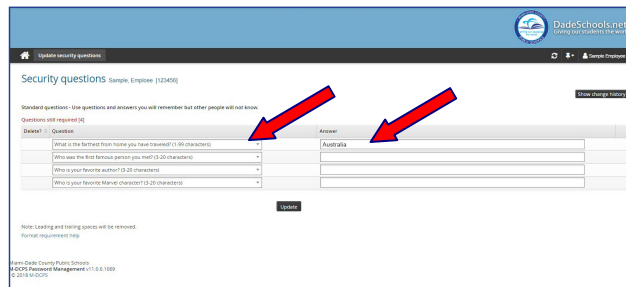 DadeSchools.net
Giving our students the world
Update security questions
Sample Employee
Security questions Sample, Emploee [123456]
Show change history
Standard questions - Use questions and answers you will remember but other people will not know.
Questions still required [4]
Delete? Question Answer
What is the farthest from home you have traveled? (1-99 characters) Australia
Who was the first famous person you met? (3-20 characters)
Who is your favorite author? (3-20 characters)
Who is your favorite Marvel character? (3-20 characters)
Update
Note: Leading and trailing spaces will be removed.
Format requirement help
Miami-Dade County Public Schools
M-DCPS Password Management v11.0.0.1089
© 2018 M-DCPS